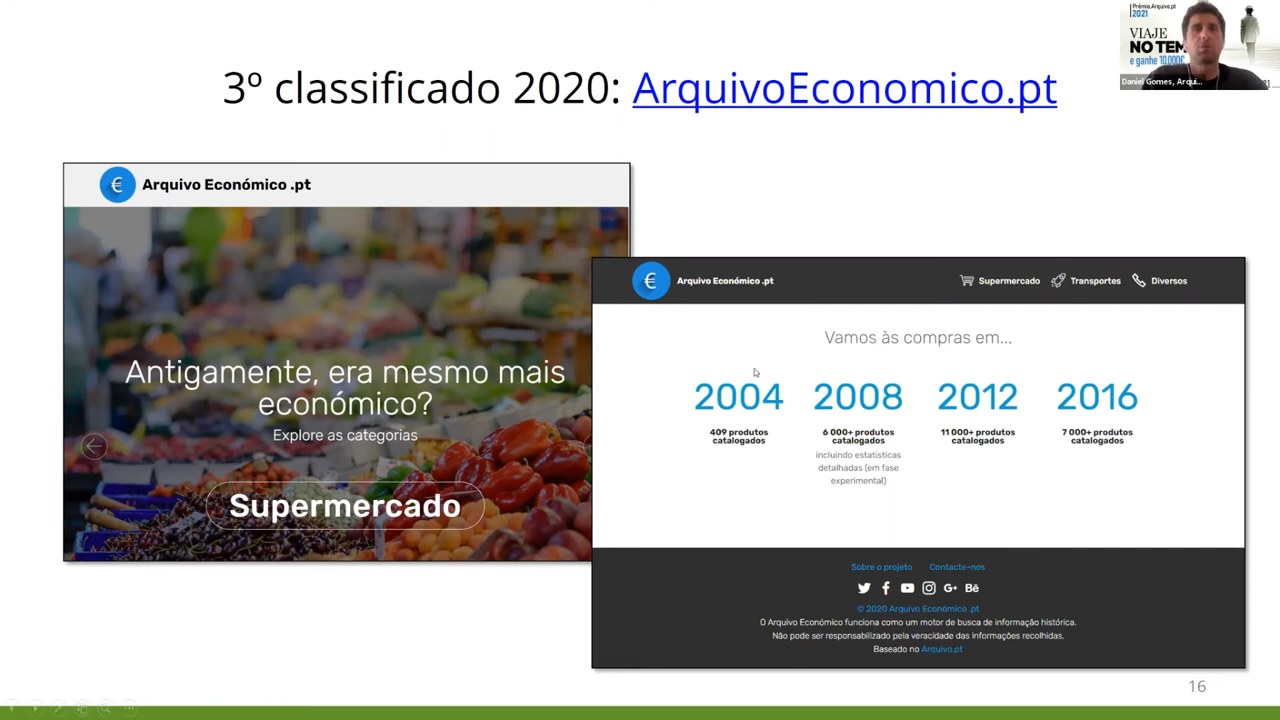 Prémio.Arquivo.pt
2021
VIAJE
NO TEM
e ganhe 10.000€
Daniel Gomes, Arqui...
3º classificado 2020: ArquivoEconomico.pt
€ Arquivo Económico .pt
Antigamente, era mesmo mais
económico?
Explore as categorias
Supermercado
€ Arquivo Económico .pt
Supermercado Transportes Diversos
Vamos às compras em...
2004 2008 2012 2016
409 produtos 6 000+ produtos 11 000+ produtos 7 000+ produtos
catalogados catalogados catalogados catalogados
incluindo estatísticas
detalhadas (em fase
experimental)
Sobre o projeto Contacte-nos
G+ Bē
© 2020 Arquivo Económico .pt
O Arquivo Económico funciona como um motor de busca de informação histórica.
Não pode ser responsabilizado pela veracidade das informações recolhidas.
Baseado no Arquivo.pt
16